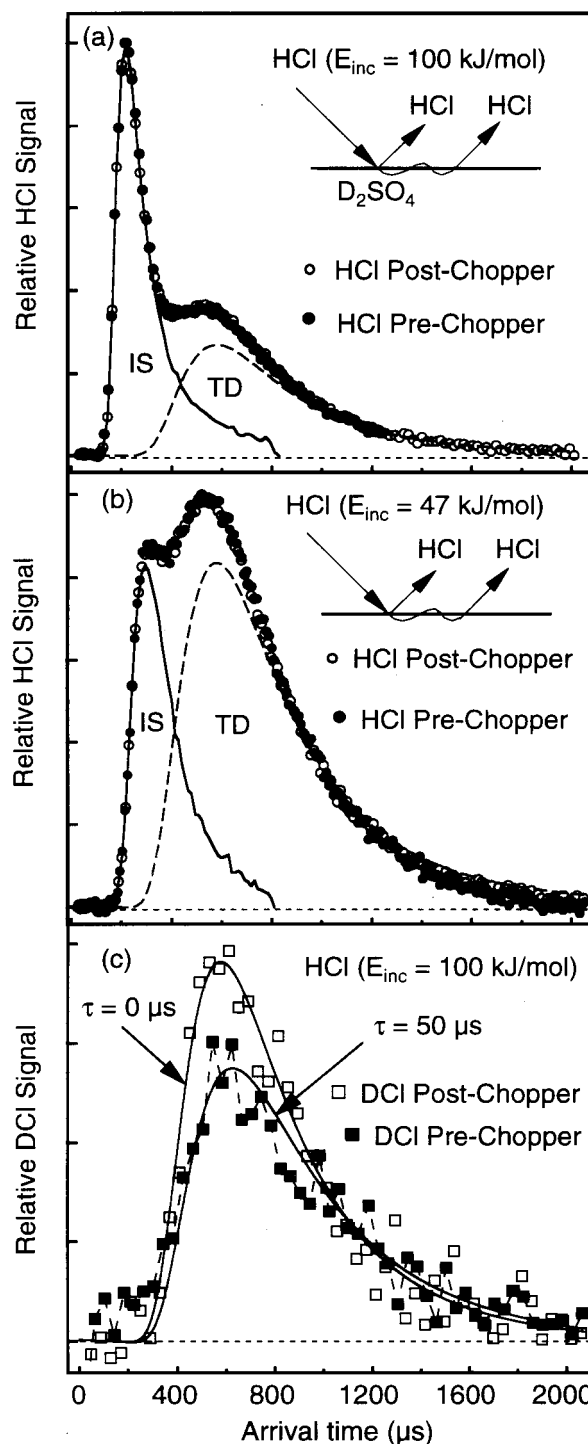 (a)
HCl (E_inc = 100 kJ/mol)
HCl HCl
D₂SO₄
HCl Post-Chopper
HCl Pre-Chopper
IS
TD
Relative HCl Signal
(b)
HCl (E_inc = 47 kJ/mol)
HCl HCl
HCl Post-Chopper
HCl Pre-Chopper
IS
TD
Relative HCl Signal
(c)
HCl (E_inc = 100 kJ/mol)
τ = 0 µs
τ = 50 µs
DCl Post-Chopper
DCl Pre-Chopper
Relative DCl Signal
0 400 800 1200 1600 2000
Arrival time (µs)